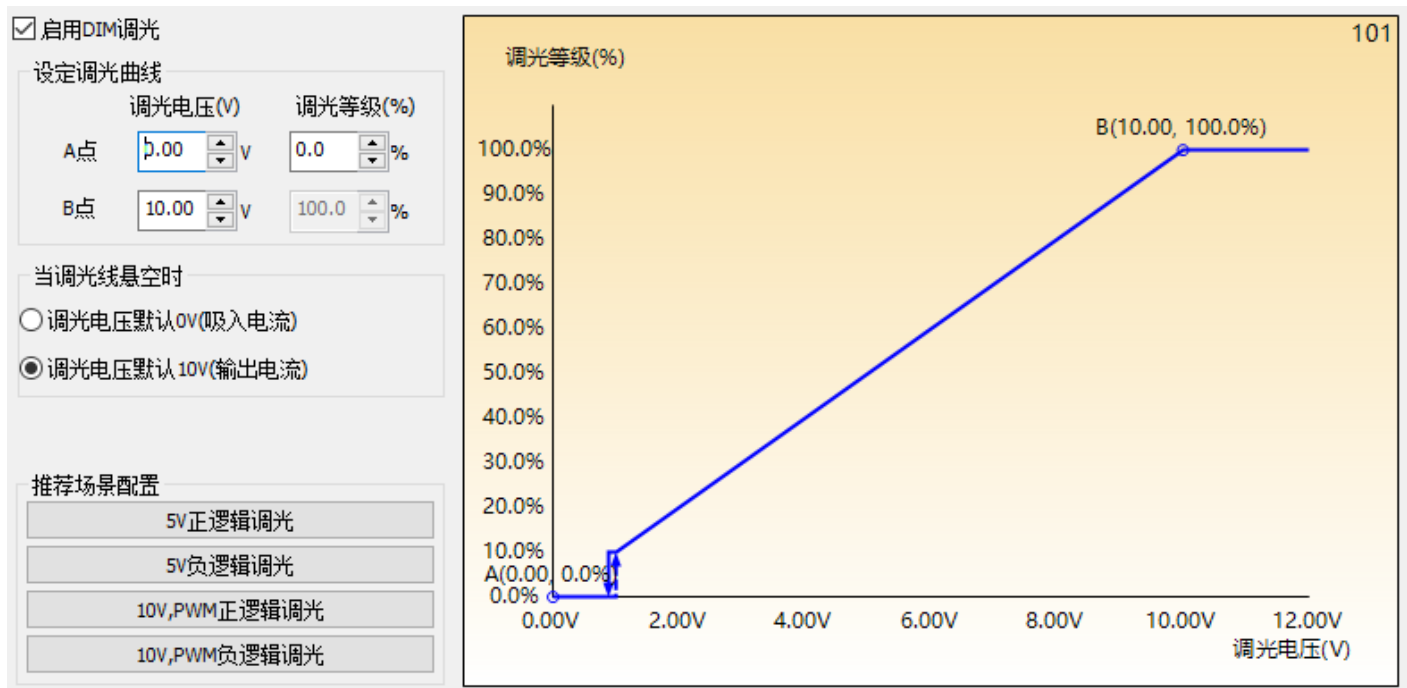 启用DIM调光
设定调光曲线
调光电压(V) 调光等级(%)
A点 0.00 V 0.0 %
B点 10.00 V 100.0 %
当调光线悬空时
调光电压默认0V(吸入电流)
调光电压默认10V(输出电流)
推荐场景配置
5V正逻辑调光
5V负逻辑调光
10V,PWM正逻辑调光
10V,PWM负逻辑调光
101
调光等级(%)
B(10.00, 100.0%)
100.0%
90.0%
80.0%
70.0%
60.0%
50.0%
40.0%
30.0%
20.0%
10.0%
A(0.00, 0.0%)
0.0%
0.00V 2.00V 4.00V 6.00V 8.00V 10.00V 12.00V
调光电压(V)